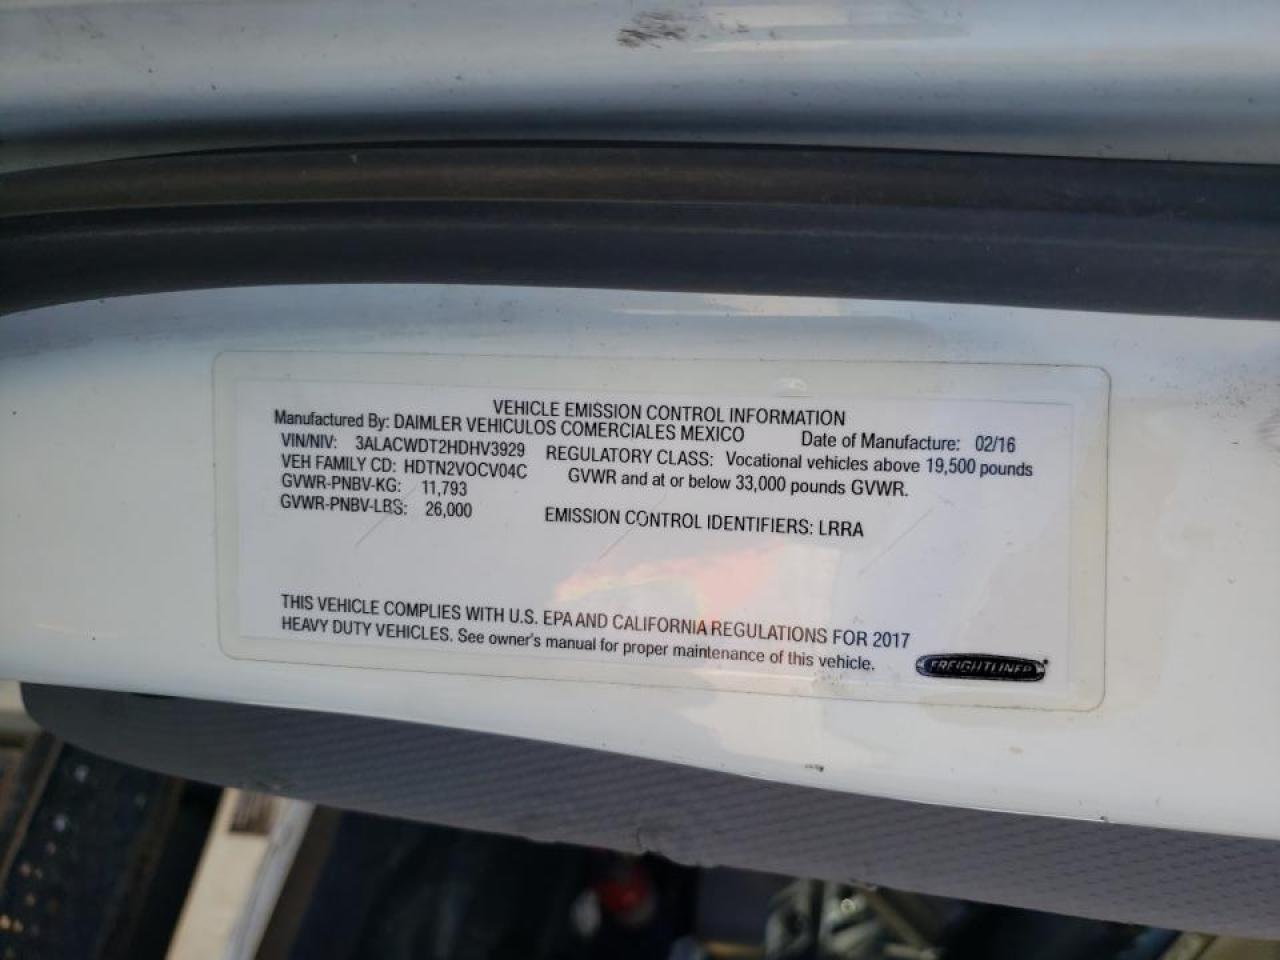 VEHICLE EMISSION CONTROL INFORMATION
Manufactured By: DAIMLER VEHICULOS COMERCIALES MEXICO Date of Manufacture: 02/16
VIN/NIV: 3ALACWDT2HDHV3929 REGULATORY CLASS: Vocational vehicles above 19,500 pounds
VEH FAMILY CD: HDTN2VOCV04C GVWR and at or below 33,000 pounds GVWR.
GVWR-PNBV-KG: 11,793
GVWR-PNBV-LBS: 26,000 EMISSION CONTROL IDENTIFIERS: LRRA
THIS VEHICLE COMPLIES WITH U.S. EPA AND CALIFORNIA REGULATIONS FOR 2017
HEAVY DUTY VEHICLES. See owner's manual for proper maintenance of this vehicle.
FREIGHTLINER